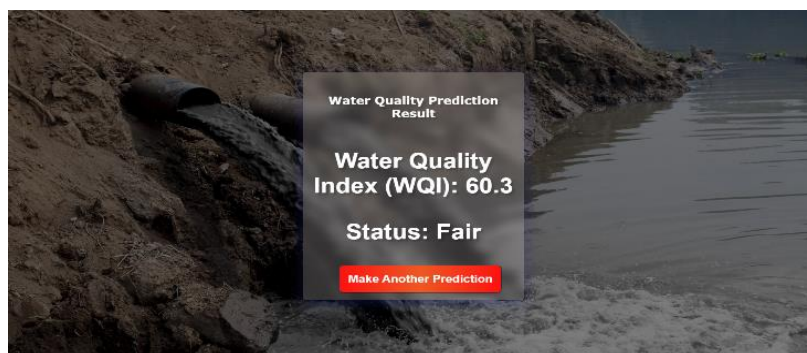 Water Quality Prediction
Result
Water Quality
Index (WQI): 60.3
Status: Fair
Make Another Prediction